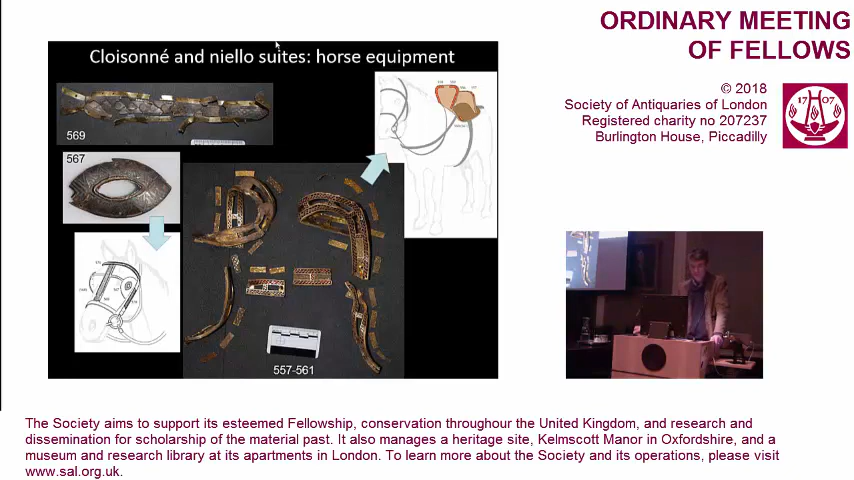 ORDINARY MEETING
OF FELLOWS
© 2018
Society of Antiquaries of London
Registered charity no 207237
Burlington House, Piccadilly
17 07
Cloisonné and niello suites: horse equipment
569
567
557-561
The Society aims to support its esteemed Fellowship, conservation throughour the United Kingdom, and research and
dissemination for scholarship of the material past. It also manages a heritage site, Kelmscott Manor in Oxfordshire, and a
museum and research library at its apartments in London. To learn more about the Society and its operations, please visit
www.sal.org.uk.